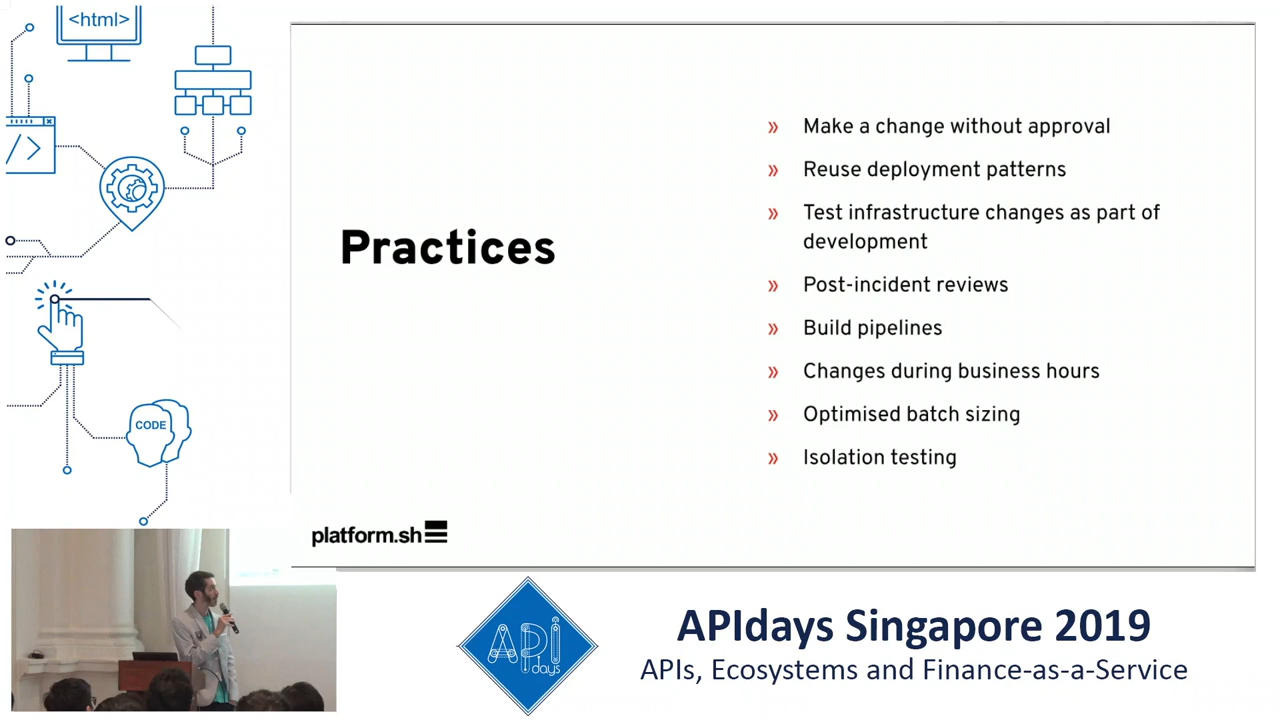 <html>
</>
CODE
Practices
» Make a change without approval
» Reuse deployment patterns
» Test infrastructure changes as part of
development
» Post-incident reviews
» Build pipelines
» Changes during business hours
» Optimised batch sizing
» Isolation testing
platform.sh
API
days
APIdays Singapore 2019
APIs, Ecosystems and Finance-as-a-Service